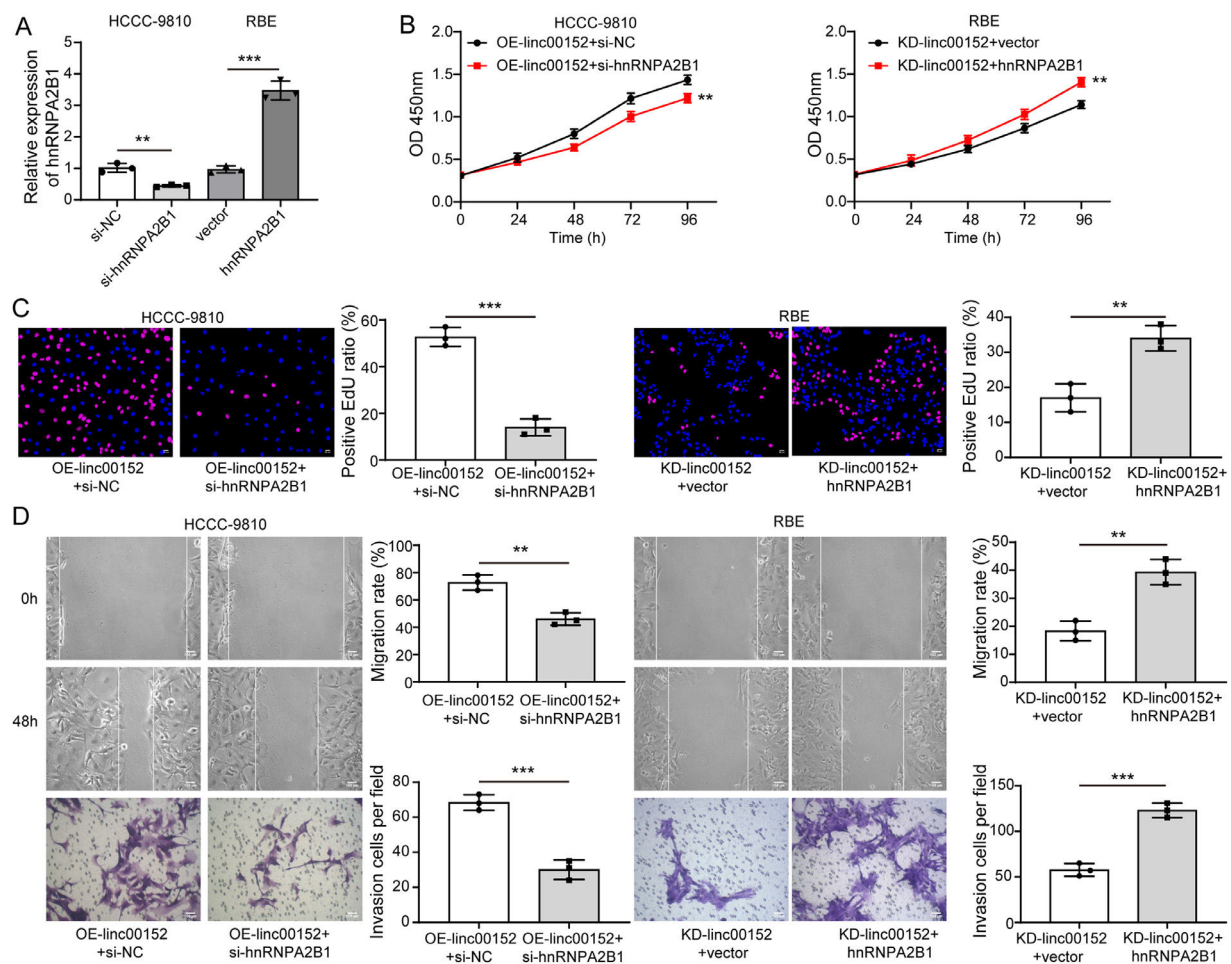 A
HCCC-9810
RBE
Relative expression
of hnRNPA2B1
5
4
3
2
1
0
**
***
si-NC
si-hnRNPA2B1
vector
hnRNPA2B1
B
HCCC-9810
OE-linc00152+si-NC
OE-linc00152+si-hnRNPA2B1
OD 450nm
2.0
1.5
1.0
0.5
0.0
**
0 24 48 72 96
Time (h)
RBE
KD-linc00152+vector
KD-linc00152+hnRNPA2B1
OD 450nm
2.0
1.5
1.0
0.5
0.0
**
0 24 48 72 96
Time (h)
C
HCCC-9810
OE-linc00152
+si-NC
OE-linc00152+
si-hnRNPA2B1
Positive EdU ratio (%)
60
40
20
0
***
OE-linc00152
+si-NC
OE-linc00152+
si-hnRNPA2B1
RBE
KD-linc00152
+vector
KD-linc00152+
hnRNPA2B1
Positive EdU ratio (%)
40
30
20
10
0
**
KD-linc00152
+vector
KD-linc00152+
hnRNPA2B1
D
HCCC-9810
0h
48h
OE-linc00152
+si-NC
OE-linc00152+
si-hnRNPA2B1
Migration rate (%)
100
80
60
40
20
0
**
OE-linc00152
+si-NC
OE-linc00152+
si-hnRNPA2B1
Invasion cells per field
80
60
40
20
0
***
OE-linc00152
+si-NC
OE-linc00152+
si-hnRNPA2B1
RBE
KD-linc00152
+vector
KD-linc00152+
hnRNPA2B1
Migration rate (%)
50
40
30
20
10
0
**
KD-linc00152
+vector
KD-linc00152+
hnRNPA2B1
Invasion cells per field
150
100
50
0
***
KD-linc00152
+vector
KD-linc00152+
hnRNPA2B1